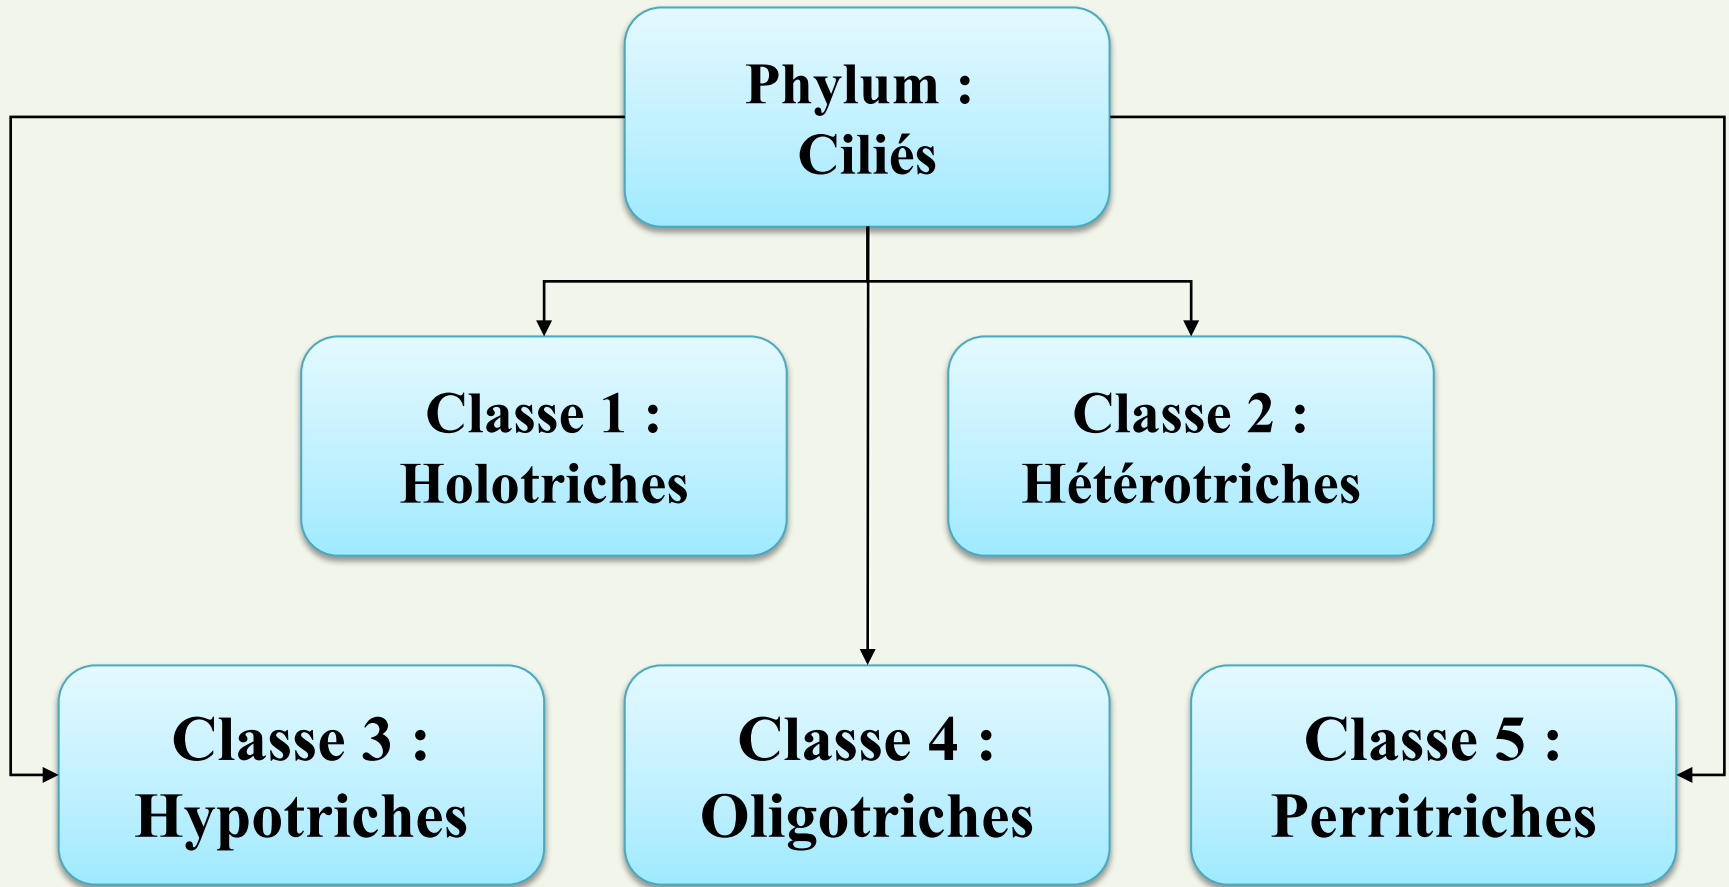 Phylum :
Ciliés
Classe 1 :
Holotriches
Classe 2 :
Hétérotriches
Classe 3 :
Hypotriches
Classe 4 :
Oligotriches
Classe 5 :
Perritriches